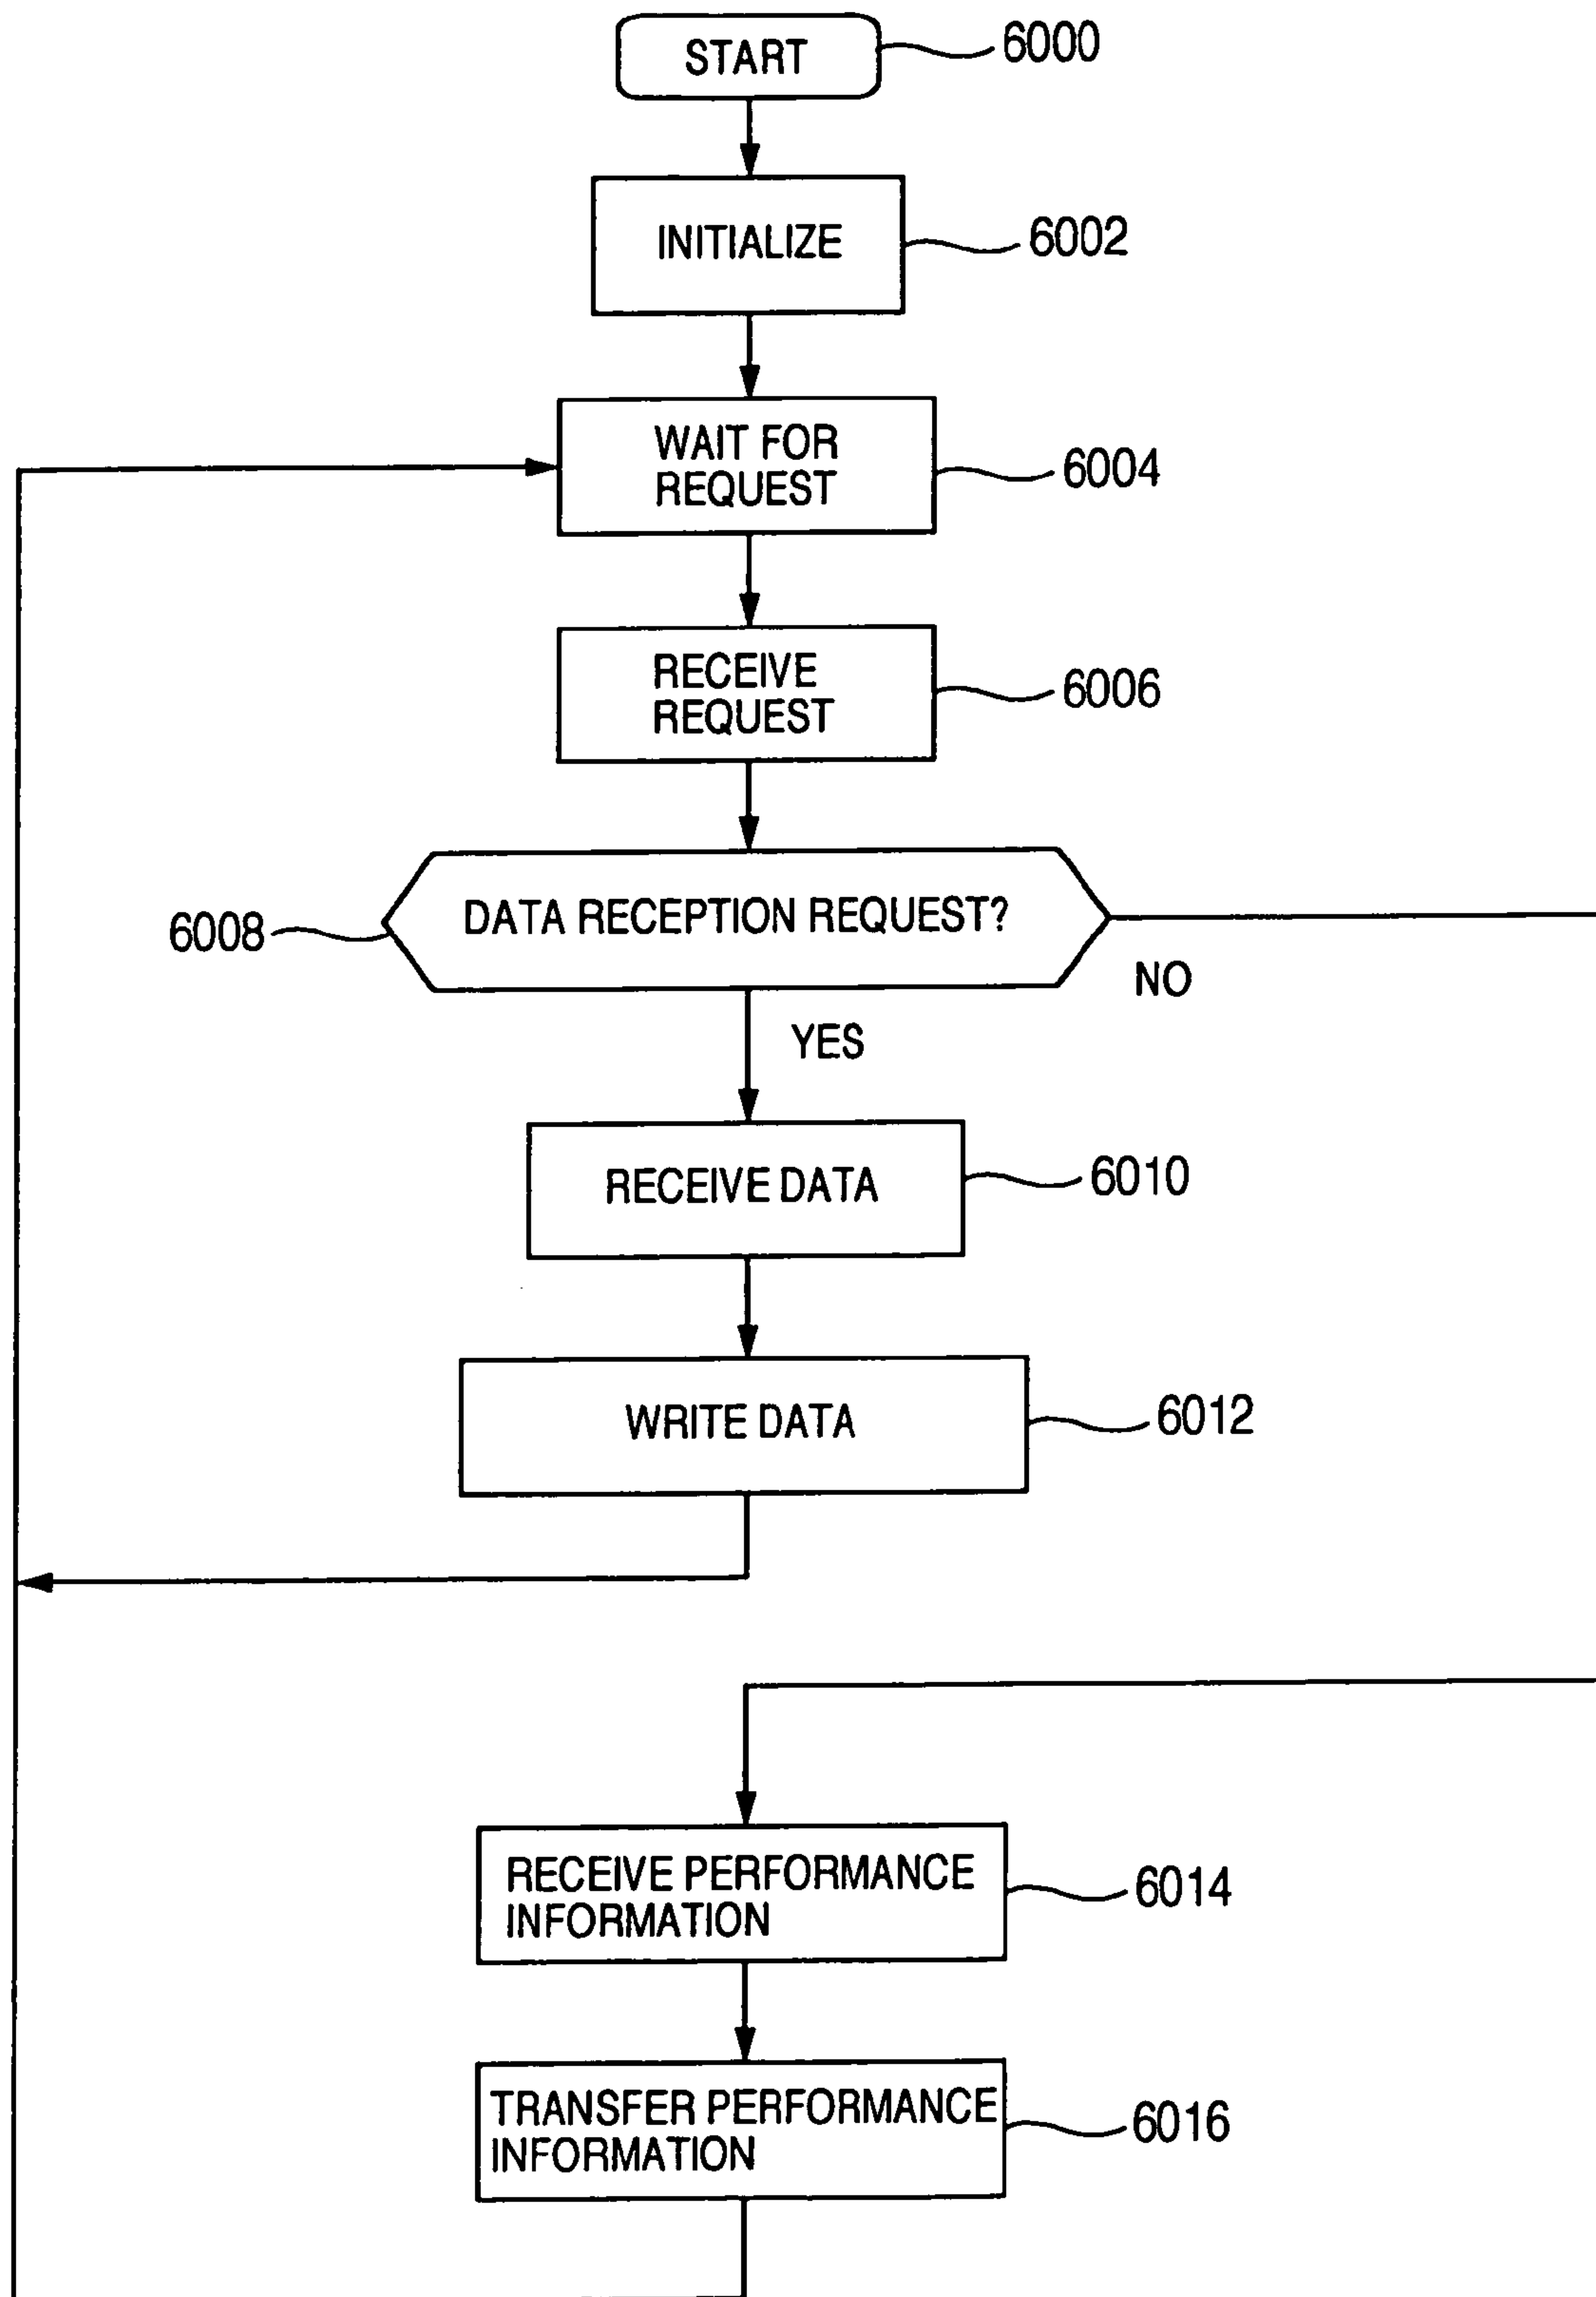 START
6000
INITIALIZE
6002
WAIT FOR
REQUEST
6004
RECEIVE
REQUEST
6006
DATA RECEPTION REQUEST?
6008
NO
YES
RECEIVE DATA
6010
WRITE DATA
6012
RECEIVE PERFORMANCE
INFORMATION
6014
TRANSFER PERFORMANCE
INFORMATION
6016